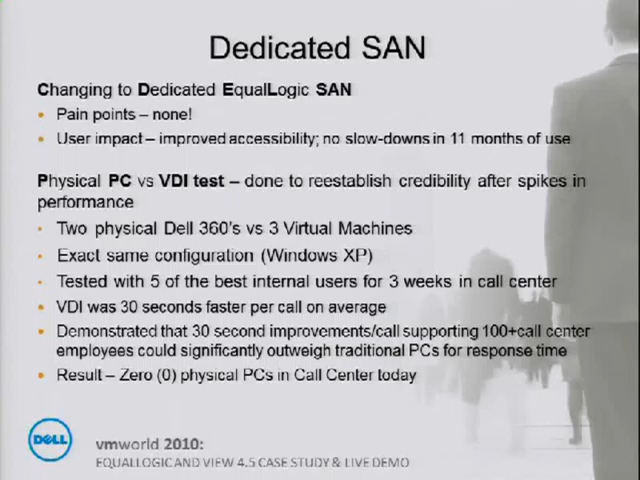 Dedicated SAN
Changing to Dedicated EqualLogic SAN
• Pain points – none!
• User impact – improved accessibility; no slow-downs in 11 months of use
Physical PC vs VDI test – done to reestablish credibility after spikes in
performance
• Two physical Dell 360's vs 3 Virtual Machines
• Exact same configuration (Windows XP)
• Tested with 5 of the best internal users for 3 weeks in call center
• VDI was 30 seconds faster per call on average
• Demonstrated that 30 second improvements/call supporting 100+call center
employees could significantly outweigh traditional PCs for response time
• Result – Zero (0) physical PCs in Call Center today
DELL
vmworld 2010:
EQUALLOGIC AND VIEW 4.5 CASE STUDY & LIVE DEMO